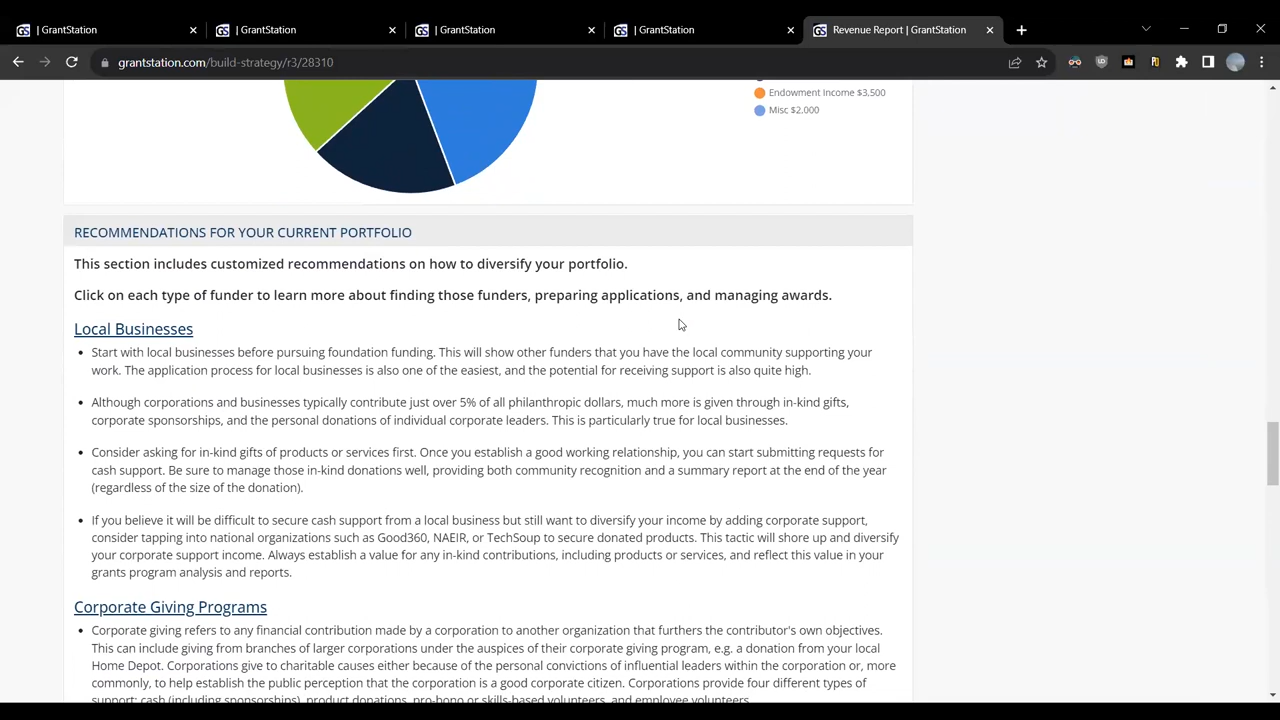 | GrantStation
| GrantStation
| GrantStation
| GrantStation
Revenue Report | GrantStation
grantstation.com/build-strategy/r3/28310
Endowment Income $3,500
Misc $2,000
RECOMMENDATIONS FOR YOUR CURRENT PORTFOLIO
This section includes customized recommendations on how to diversify your portfolio.
Click on each type of funder to learn more about finding those funders, preparing applications, and managing awards.
Local Businesses
• Start with local businesses before pursuing foundation funding. This will show other funders that you have the local community supporting your
work. The application process for local businesses is also one of the easiest, and the potential for receiving support is also quite high.
• Although corporations and businesses typically contribute just over 5% of all philanthropic dollars, much more is given through in-kind gifts,
corporate sponsorships, and the personal donations of individual corporate leaders. This is particularly true for local businesses.
• Consider asking for in-kind gifts of products or services first. Once you establish a good working relationship, you can start submitting requests for
cash support. Be sure to manage those in-kind donations well, providing both community recognition and a summary report at the end of the year
(regardless of the size of the donation).
• If you believe it will be difficult to secure cash support from a local business but still want to diversify your income by adding corporate support,
consider tapping into national organizations such as Good360, NAEIR, or TechSoup to secure donated products. This tactic will shore up and diversify
your corporate support income. Always establish a value for any in-kind contributions, including products or services, and reflect this value in your
grants program analysis and reports.
Corporate Giving Programs
• Corporate giving refers to any financial contribution made by a corporation to another organization that furthers the contributor's own objectives.
This can include giving from branches of larger corporations under the auspices of their corporate giving program, e.g. a donation from your local
Home Depot. Corporations give to charitable causes either because of the personal convictions of influential leaders within the corporation or, more
commonly, to help establish the public perception that the corporation is a good corporate citizen. Corporations provide four different types of
support: cash (including sponsorships), product donations, pro-bono or skills-based volunteers, and employee volunteers.